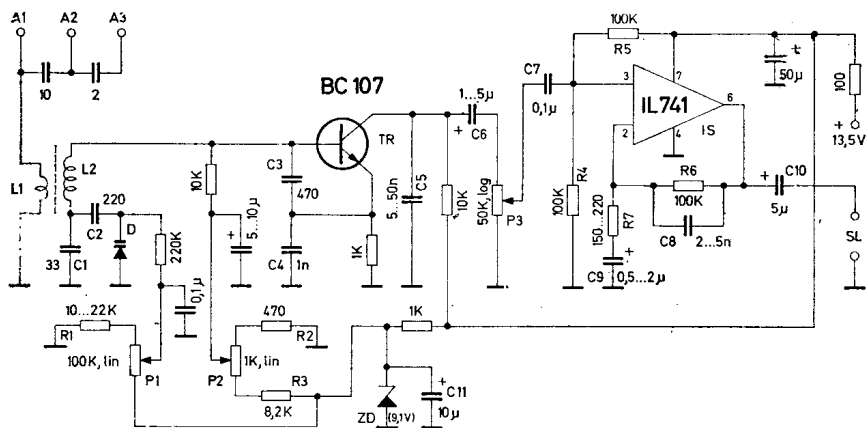 A1 A2 A3
10 2
BC 107
TR
L1 L2
220
C2
D
33 C1
220K
0,1µ
10K
5...10µ
C3
470
C4 1n
1K
C5
5...50n
10K
1...5µ
+ C6
50K, log
P3
C7
0,1µ
100K
R5
R4
100K
3
7
IL741
6
2
4
IS
R6
100K
C8 2...5n
150...220
R7
C9 0,5...2µ
+
+ C10
5µ
SL
+
50µ
100
+
13,5V
10...22K
R1
100K, lin
P1
470
R2
1K, lin
P2
R3
8,2K
1K
ZD (9,1V)
+ C11
10µ